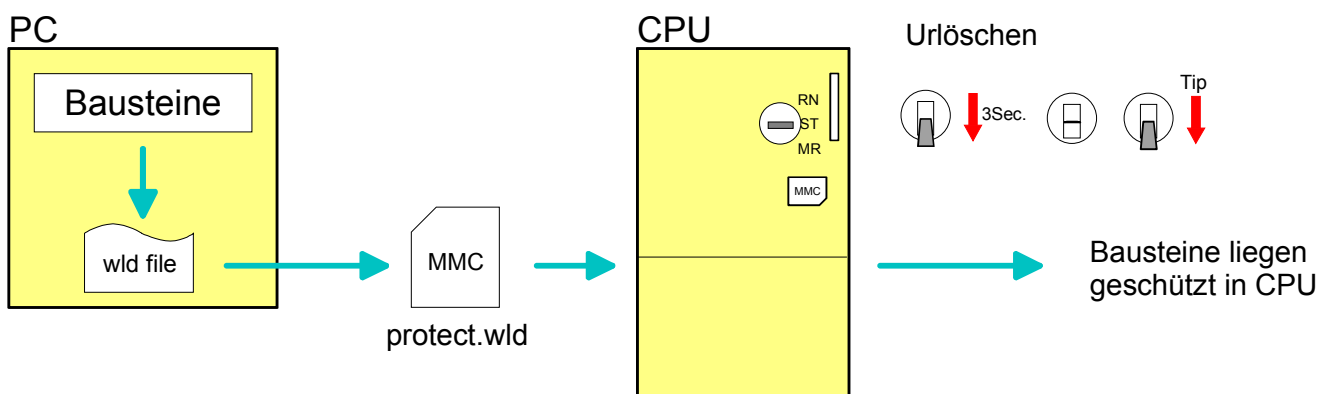 PC
Bausteine
wld file
MMC
protect.wld
CPU
RN
ST
MR
MMC
Urlöschen
3Sec.
Tip
Bausteine liegen
geschützt in CPU